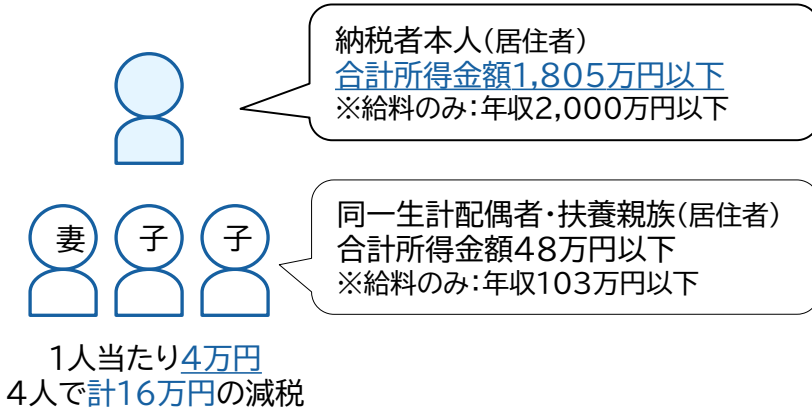 納税者本人(居住者)
合計所得金額1,805万円以下
※給料のみ:年収2,000万円以下
妻 子 子
同一生計配偶者・扶養親族(居住者)
合計所得金額48万円以下
※給料のみ:年収103万円以下
1人当たり4万円
4人で計16万円の減税